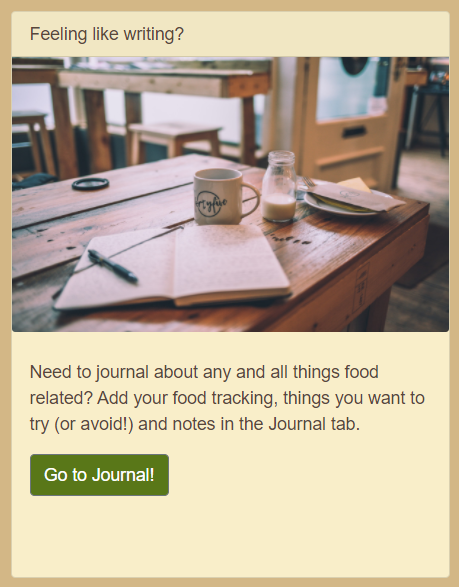 Feeling like writing?
Need to journal about any and all things food
related? Add your food tracking, things you want to
try (or avoid!) and notes in the Journal tab.
Go to Journal!